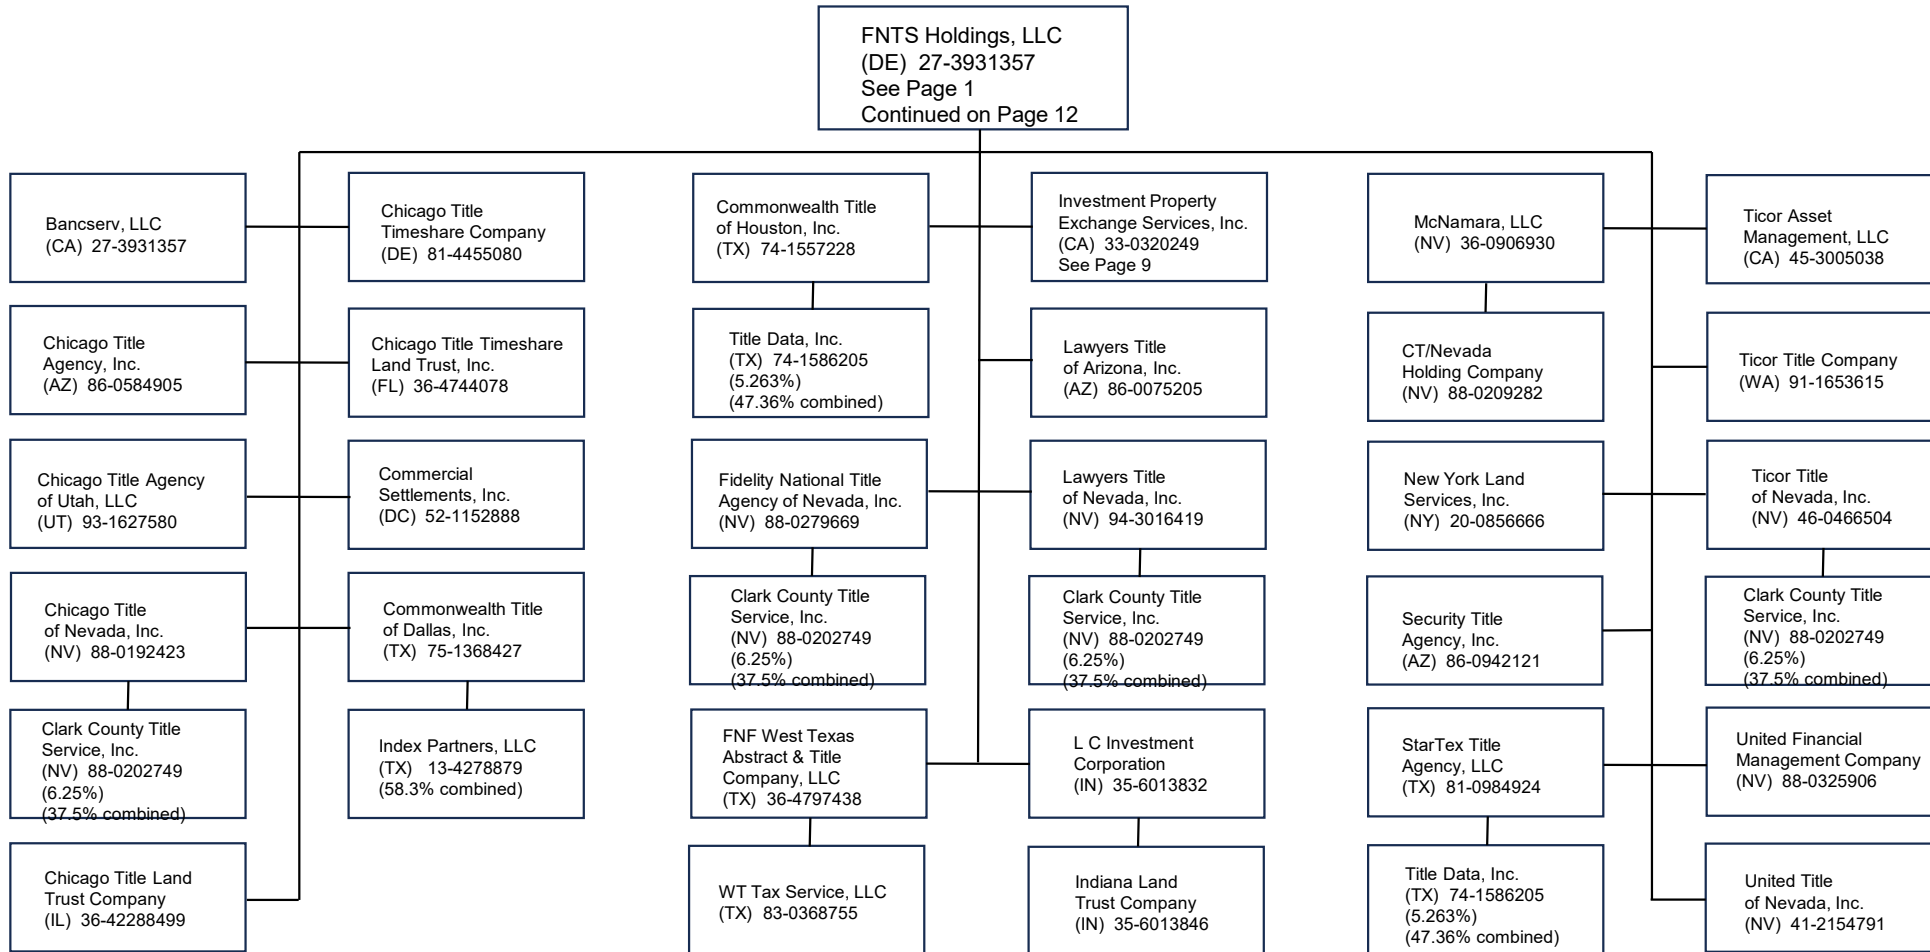 FNTS Holdings, LLC
(DE) 27-3931357
See Page 1
Continued on Page 12
Bancserv, LLC
(CA) 27-3931357
Chicago Title
Timeshare Company
(DE) 81-4455080
Commonwealth Title
of Houston, Inc.
(TX) 74-1557228
Investment Property
Exchange Services, Inc.
(CA) 33-0320249
See Page 9
McNamara, LLC
(NV) 36-0906930
Ticor Asset
Management, LLC
(CA) 45-3005038
Chicago Title
Agency, Inc.
(AZ) 86-0584905
Chicago Title Timeshare
Land Trust, Inc.
(FL) 36-4744078
Title Data, Inc.
(TX) 74-1586205
(5.263%)
(47.36% combined)
Lawyers Title
of Arizona, Inc.
(AZ) 86-0075205
CT/Nevada
Holding Company
(NV) 88-0209282
Ticor Title Company
(WA) 91-1653615
Chicago Title Agency
of Utah, LLC
(UT) 93-1627580
Commercial
Settlements, Inc.
(DC) 52-1152888
Fidelity National Title
Agency of Nevada, Inc.
(NV) 88-0279669
Lawyers Title
of Nevada, Inc.
(NV) 94-3016419
New York Land
Services, Inc.
(NY) 20-0856666
Ticor Title
of Nevada, Inc.
(NV) 46-0466504
Chicago Title
of Nevada, Inc.
(NV) 88-0192423
Commonwealth Title
of Dallas, Inc.
(TX) 75-1368427
Clark County Title
Service, Inc.
(NV) 88-0202749
(6.25%)
(37.5% combined)
Clark County Title
Service, Inc.
(NV) 88-0202749
(6.25%)
(37.5% combined)
Security Title
Agency, Inc.
(AZ) 86-0942121
Clark County Title
Service, Inc.
(NV) 88-0202749
(6.25%)
(37.5% combined)
Clark County Title
Service, Inc.
(NV) 88-0202749
(6.25%)
(37.5% combined)
Index Partners, LLC
(TX) 13-4278879
(58.3% combined)
FNF West Texas
Abstract & Title
Company, LLC
(TX) 36-4797438
L C Investment
Corporation
(IN) 35-6013832
StarTex Title
Agency, LLC
(TX) 81-0984924
United Financial
Management Company
(NV) 88-0325906
Chicago Title Land
Trust Company
(IL) 36-42288499
WT Tax Service, LLC
(TX) 83-0368755
Indiana Land
Trust Company
(IN) 35-6013846
Title Data, Inc.
(TX) 74-1586205
(5.263%)
(47.36% combined)
United Title
of Nevada, Inc.
(NV) 41-2154791